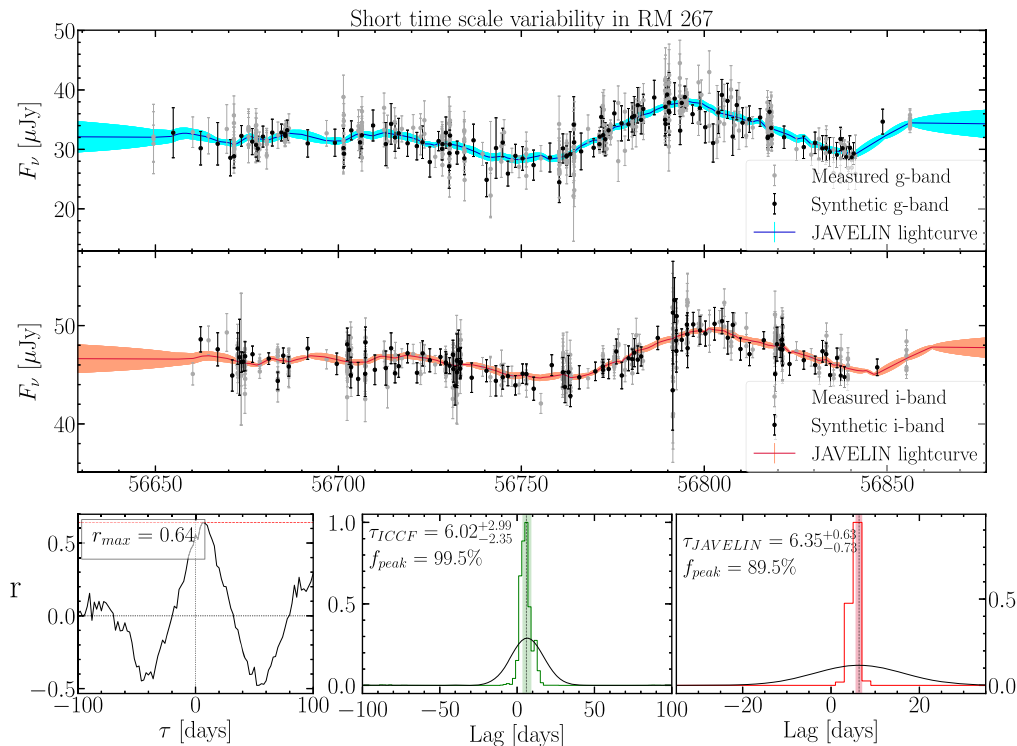 Short time scale variability in RM 267
50
40
30
20
F_ν [μJy]
Measured g-band
Synthetic g-band
JAVELIN lightcurve
50
40
F_ν [μJy]
Measured i-band
Synthetic i-band
JAVELIN lightcurve
56650 56700 56750 56800 56850
r_max = 0.64
0.5
0.0
−0.5
r
−100 0 100
τ [days]
τ_ICCF = 6.02^{+2.99}_{−2.35}
f_peak = 99.5%
1.0
0.5
0.0
−100 −50 0 50 100
Lag [days]
τ_JAVELIN = 6.35^{+0.63}_{−0.73}
f_peak = 89.5%
0.5
0.0
−20 0 20
Lag [days]